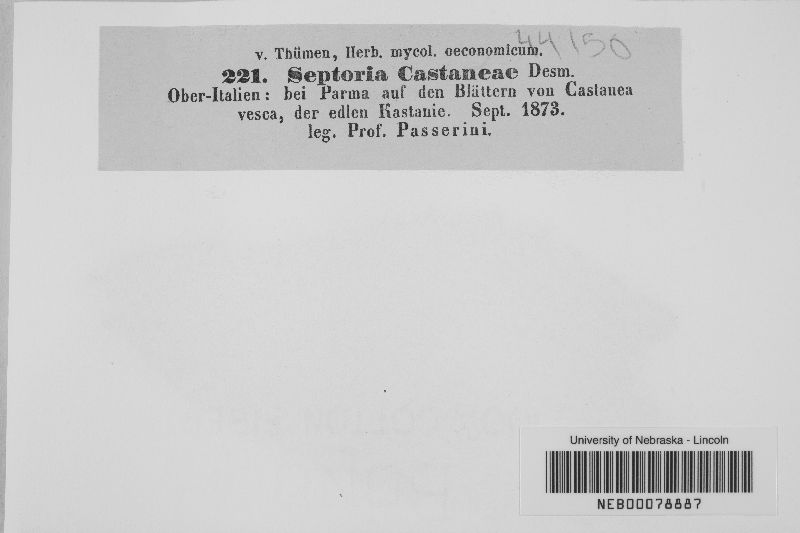 44150
v. Thümen, Herb. mycol. oeconomicum.
221. Septoria Castaneae Desm.
Ober-Italien: bei Parma auf den Blättern von Castanea
vesca, der edlen Kastanie. Sept. 1873.
leg. Prof. Passerini.
University of Nebraska - Lincoln
NEB00078887